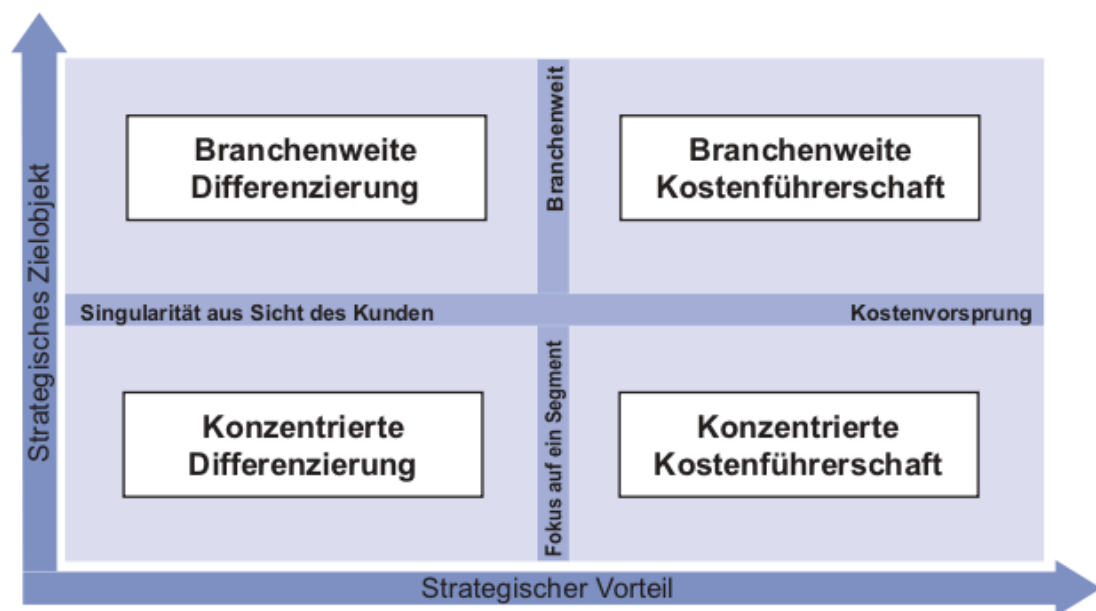 Strategisches Zielobjekt
Branchenweite
Differenzierung
Branchenweit
Branchenweite
Kostenführerschaft
Singularität aus Sicht des Kunden
Kostenvorsprung
Konzentrierte
Differenzierung
Fokus auf ein Segment
Konzentrierte
Kostenführerschaft
Strategischer Vorteil